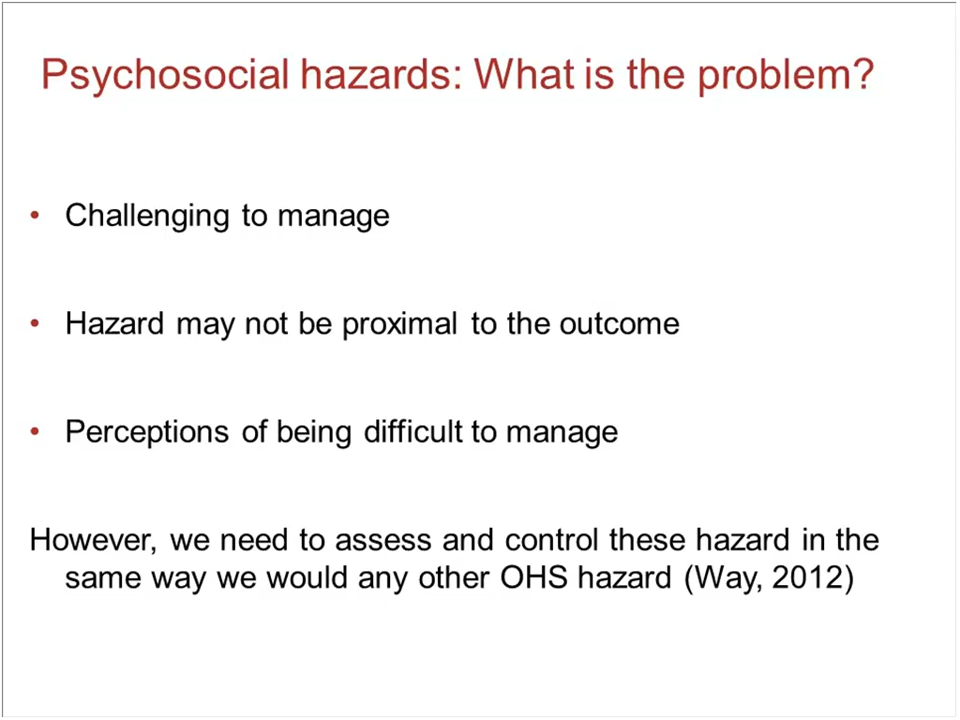 Psychosocial hazards: What is the problem?
• Challenging to manage
• Hazard may not be proximal to the outcome
• Perceptions of being difficult to manage
However, we need to assess and control these hazard in the
same way we would any other OHS hazard (Way, 2012)